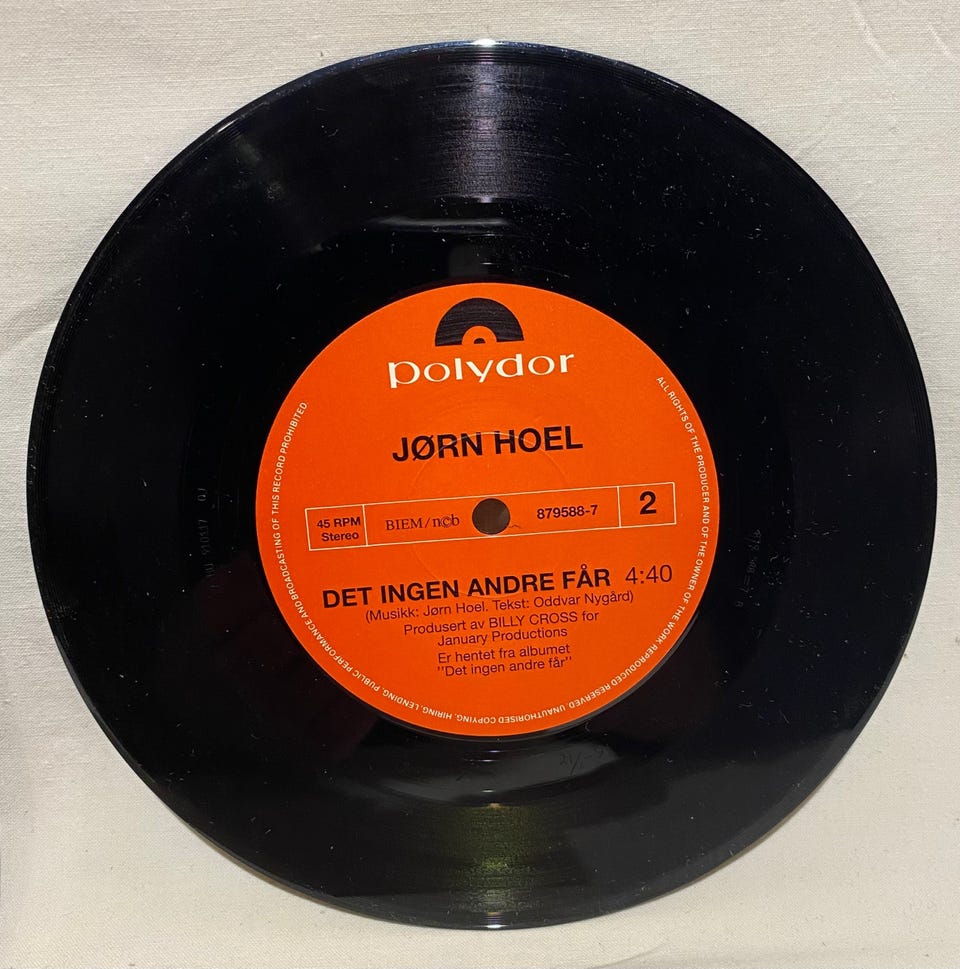 polydor
JØRN HOEL
45 RPM
Stereo
BIEM/n©b
879588-7
2
DET INGEN ANDRE FÅR 4:40
(Musikk: Jørn Hoel. Tekst: Oddvar Nygård)
Produsert av BILLY CROSS for
January Productions
Er hentet fra albumet
"Det ingen andre får"
ALL RIGHTS OF THE PRODUCER AND OF THE OWNER OF THE WORK REPRODUCED RESERVED. UNAUTHORISED COPYING, HIRING, LENDING, PUBLIC PERFORMANCE AND BROADCASTING OF THIS RECORD PROHIBITED.